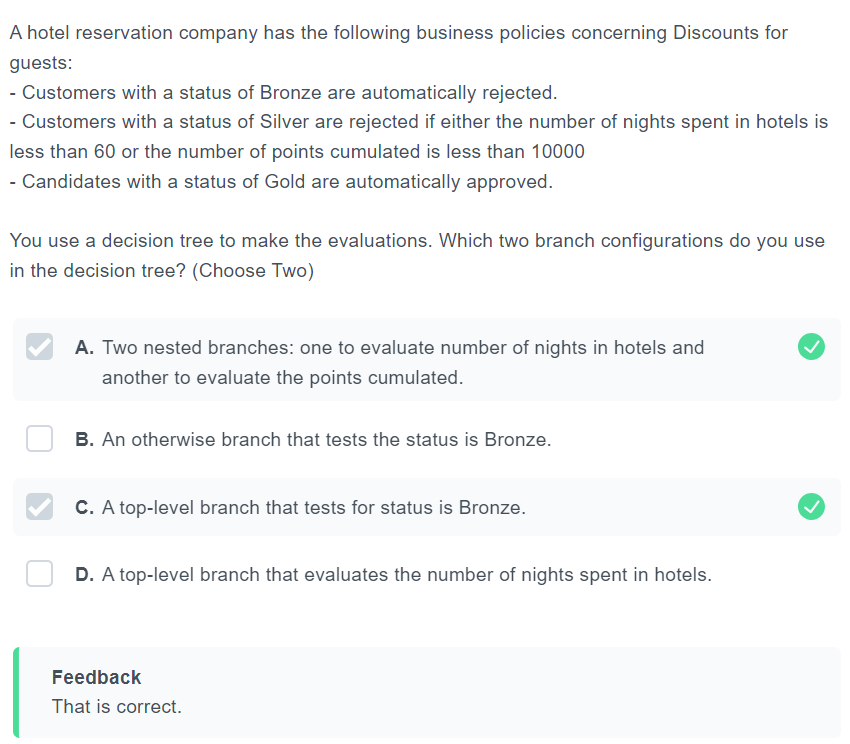 A hotel reservation company has the following business policies concerning Discounts for
guests:
- Customers with a status of Bronze are automatically rejected.
- Customers with a status of Silver are rejected if either the number of nights spent in hotels is
less than 60 or the number of points cumulated is less than 10000
- Candidates with a status of Gold are automatically approved.
You use a decision tree to make the evaluations. Which two branch configurations do you use
in the decision tree? (Choose Two)
A. Two nested branches: one to evaluate number of nights in hotels and
another to evaluate the points cumulated.
B. An otherwise branch that tests the status is Bronze.
C. A top-level branch that tests for status is Bronze.
D. A top-level branch that evaluates the number of nights spent in hotels.
Feedback
That is correct.